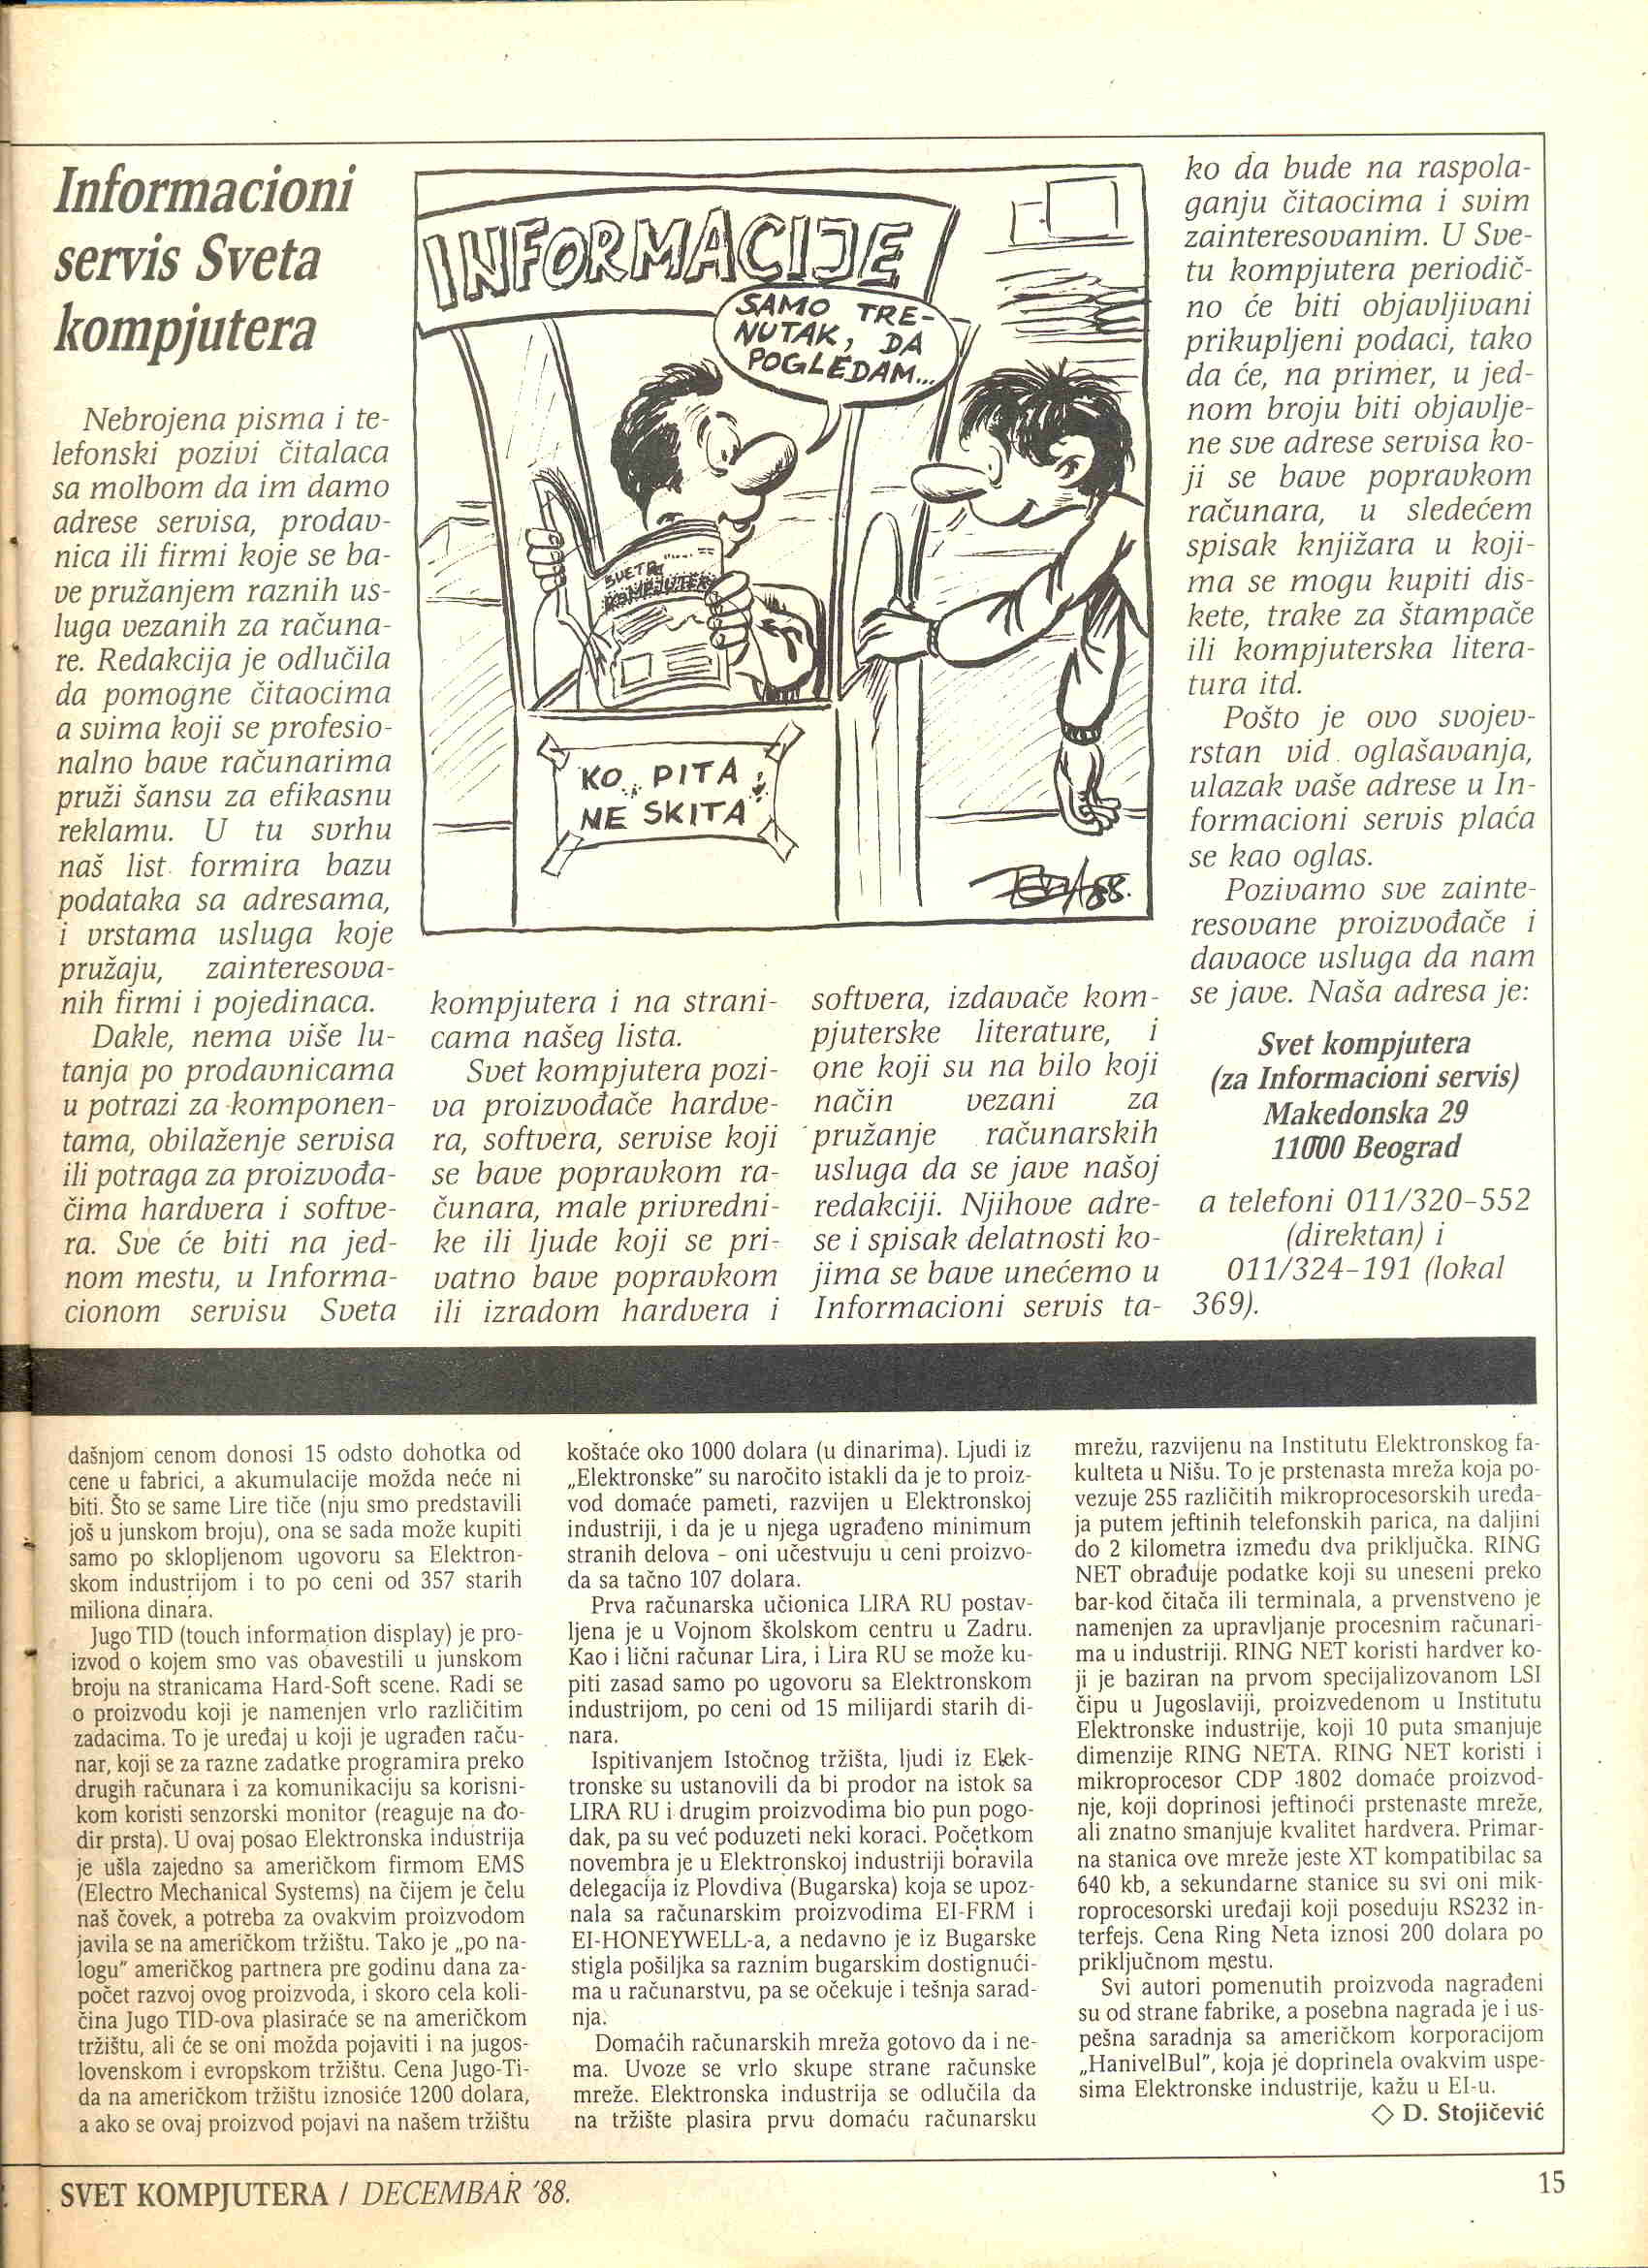 Informacioni
servis Sveta
kompjutera
Nebrojena pisma i te-
lefonski pozivi čitalaca
sa molbom da im damo
adrese servisa, prodav-
nica ili firmi koje se ba-
ve pružanjem raznih us-
luga vezanih za računa-
re. Redakcija je odlučila
da pomogne čitaocima
a svima koji se profesio-
nalno bave računarima
pruži šansu za efikasnu
reklamu. U tu svrhu
naš list formira bazu
podataka sa adresama,
i vrstama usluga koje
pružaju, zainteresova-
nih firmi i pojedinaca.
Dakle, nema više lu-
tanja po prodavnicama
u potrazi za komponen-
tama, obilaženje servisa
ili potraga za proizvođa-
čima hardvera i softve-
ra. Sve će biti na jed-
nom mestu, u Informa-
cionom servisu Sveta
INFORMACIJE
SAMO TRE-
NUTAK, DA
POGLEDAM...
SVET
KOMPJUTERA
KO PITA
NE SKITA
88.
kompjutera i na strani-
cama našeg lista.
Svet kompjutera pozi-
va proizvođače hardve-
ra, softvera, servise koji
se bave popravkom ra-
čunara, male privredni-
ke ili ljude koji se pri-
vatno bave popravkom
ili izradom hardvera i
softvera, izdavače kom-
pjuterske literature, i
one koji su na bilo koji
način vezani za
pružanje računarskih
usluga da se jave našoj
redakciji. Njihove adre-
se i spisak delatnosti ko-
jima se bave unećemo u
Informacioni servis ta-
ko da bude na raspola-
ganju čitaocima i svim
zainteresovanim. U Sve-
tu kompjutera periodič-
no će biti objavljivani
prikupljeni podaci, tako
da će, na primer, u jed-
nom broju biti objavlje-
ne sve adrese servisa ko-
ji se bave popravkom
računara, u sledećem
spisak knjižara u koji-
ma se mogu kupiti dis-
kete, trake za štampače
ili kompjuterska litera-
tura itd.
Pošto je ovo svojev-
rstan vid oglašavanja,
ulazak vaše adrese u In-
formacioni servis plaća
se kao oglas.
Pozivamo sve zainte-
resovane proizvođače i
davaoce usluga da nam
se jave. Naša adresa je:
Svet kompjutera
(za Informacioni servis)
Makedonska 29
11000 Beograd
a telefoni 011/320-552
(direktan) i
011/324-191 (lokal
369).
dašnjom cenom donosi 15 odsto dohotka od
cene u fabrici, a akumulacije možda neće ni
biti. Što se same Lire tiče (nju smo predstavili
još u junskom broju), ona se sada može kupiti
samo po sklopljenom ugovoru sa Elektron-
skom industrijom i to po ceni od 357 starih
miliona dinara.
Jugo TID (touch information display) je pro-
izvod o kojem smo vas obavestili u junskom
broju na stranicama Hard-Soft scene. Radi se
o proizvodu koji je namenjen vrlo različitim
zadacima. To je uređaj u koji je ugrađen raču-
nar, koji se za razne zadatke programira preko
drugih računara i za komunikaciju sa korisni-
kom koristi senzorski monitor (reaguje na do-
dir prsta). U ovaj posao Elektronska industrija
je ušla zajedno sa američkom firmom EMS
(Electro Mechanical Systems) na čijem je čelu
naš čovek, a potreba za ovakvim proizvodom
javila se na američkom tržištu. Tako je „po na-
logu" američkog partnera pre godinu dana za-
počet razvoj ovog proizvoda, i skoro cela koli-
čina Jugo TID-ova plasiraće se na američkom
tržištu, ali će se oni možda pojaviti i na jugos-
lovenskom i evropskom tržištu. Cena Jugo-Ti-
da na američkom tržištu iznosiće 1200 dolara,
a ako se ovaj proizvod pojavi na našem tržištu
koštaće oko 1000 dolara (u dinarima). Ljudi iz
„Elektronske" su naročito istakli da je to proiz-
vod domaće pameti, razvijen u Elektronskoj
industriji, i da je u njega ugrađeno minimum
stranih delova – oni učestvuju u ceni proizvo-
da sa tačno 107 dolara.
Prva računarska učionica LIRA RU postav-
ljena je u Vojnom školskom centru u Zadru.
Kao i lični računar Lira, i Lira RU se može ku-
piti zasad samo po ugovoru sa Elektronskom
industrijom, po ceni od 15 milijardi starih di-
nara.
Ispitivanjem Istočnog tržišta, ljudi iz Elek-
tronske su ustanovili da bi prodor na istok sa
LIRA RU i drugim proizvodima bio pun pogo-
dak, pa su već poduzeti neki koraci. Početkom
novembra je u Elektronskoj industriji boravila
delegacija iz Plovdiva (Bugarska) koja se upoz-
nala sa računarskim proizvodima EI-FRM i
EI-HONEYWELL-a, a nedavno je iz Bugarske
stigla pošiljka sa raznim bugarskim dostignući-
ma u računarstvu, pa se očekuje i tešnja sarad-
nja.
Domaćih računarskih mreža gotovo da i ne-
ma. Uvoze se vrlo skupe strane računske
mreže. Elektronska industrija se odlučila da
na tržište plasira prvu domaću računarsku
mrežu, razvijenu na Institutu Elektronskog fa-
kulteta u Nišu. To je prstenasta mreža koja po-
vezuje 255 različitih mikroprocesorskih uređa-
ja putem jeftinih telefonskih parica, na daljini
do 2 kilometra između dva priključka. RING
NET obrađuje podatke koji su uneseni preko
bar-kod čitača ili terminala, a prvenstveno je
namenjen za upravljanje procesnim računari-
ma u industriji. RING NET koristi hardver ko-
ji je baziran na prvom specijalizovanom LSI
čipu u Jugoslaviji, proizvedenom u Institutu
Elektronske industrije, koji 10 puta smanjuje
dimenzije RING NETA. RING NET koristi i
mikroprocesor CDP 1802 domaće proizvod-
nje, koji doprinosi jeftinoći prstenaste mreže,
ali znatno smanjuje kvalitet hardvera. Primar-
na stanica ove mreže jeste XT kompatibilac sa
640 kb, a sekundarne stanice su svi oni mik-
roprocesorski uređaji koji poseduju RS232 in-
terfejs. Cena Ring Neta iznosi 200 dolara po
priključnom mestu.
Svi autori pomenutih proizvoda nagrađeni
su od strane fabrike, a posebna nagrada je i us-
pešna saradnja sa američkom korporacijom
„HanivelBul", koja je doprinela ovakvim uspe-
sima Elektronske industrije, kažu u EI-u.
◇ D. Stojičević
SVET KOMPJUTERA / DECEMBAR '88.
15